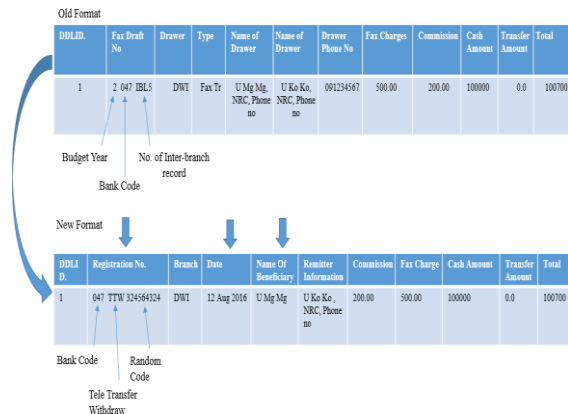 Old Format
DDLID. Fax Draft No Drawer Type Name of Drawer Name of Drawer Drawer Phone No Fax Charges Commission Cash Amount Transfer Amount Total
1 2 047 IBL5 DWI Fax Tr U Mg Mg, NRC, Phone no U Ko Ko, NRC, Phone no 091234567 500.00 200.00 100000 0.0 100700
Budget Year
No. of Inter-branch record
Bank Code
New Format
DDLI D. Registration No. Branch Date Name Of Beneficiary Remitter Information Commission Fax Charge Cash Amount Transfer Amount Total
1 047 TTW 324564324 DWI 12 Aug 2016 U Mg Mg U Ko Ko , NRC, Phone no 200.00 500.00 100000 0.0 100700
Bank Code
Random Code
Tele Transfer Withdraw